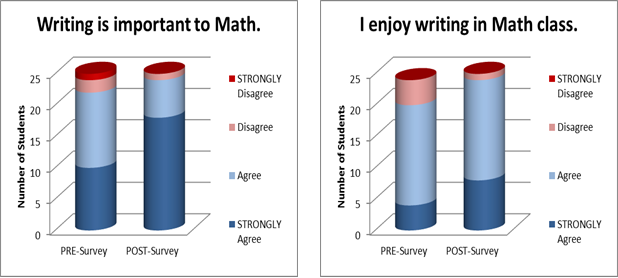 Writing is important to Math.
25
20
15
10
5
0
Number of Students
PRE-Survey
POST-Survey
STRONGLY
Disagree
Disagree
Agree
STRONGLY
Agree
I enjoy writing in Math class.
25
20
15
10
5
0
Number of Students
PRE-Survey
POST-Survey
STRONGLY
Disagree
Disagree
Agree
STRONGLY
Agree